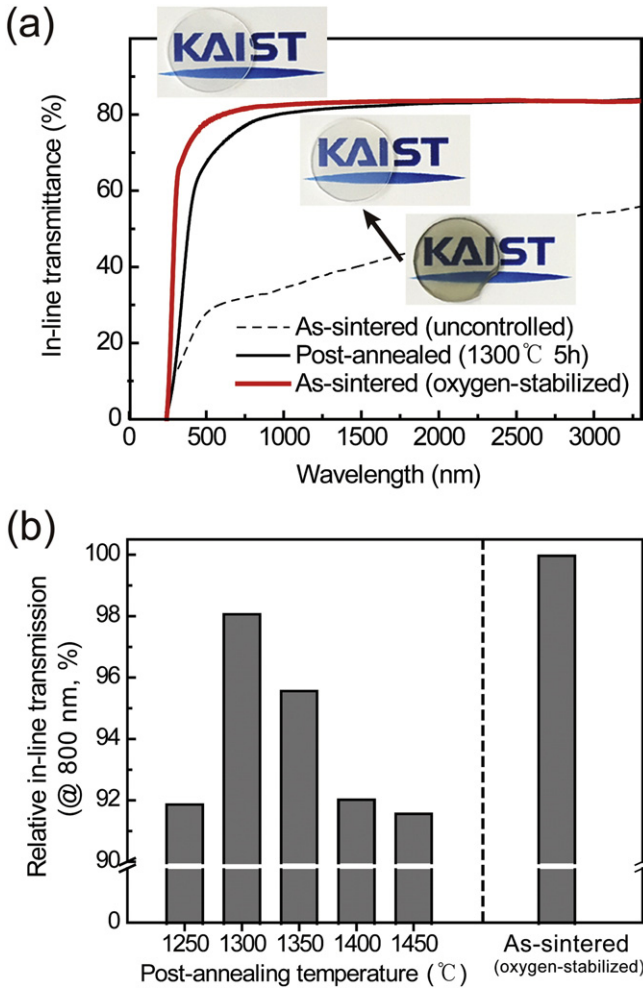 (a)
KAIST
KAIST
KAIST
In-line transmittance (%)
80
60
40
20
0
As-sintered (uncontrolled)
Post-annealed (1300℃ 5h)
As-sintered (oxygen-stabilized)
0 500 1000 1500 2000 2500 3000
Wavelength (nm)
(b)
Relative in-line transmission
(@ 800 nm, %)
100
98
96
94
92
90
0
1250 1300 1350 1400 1450
Post-annealing temperature (℃)
As-sintered
(oxygen-stabilized)